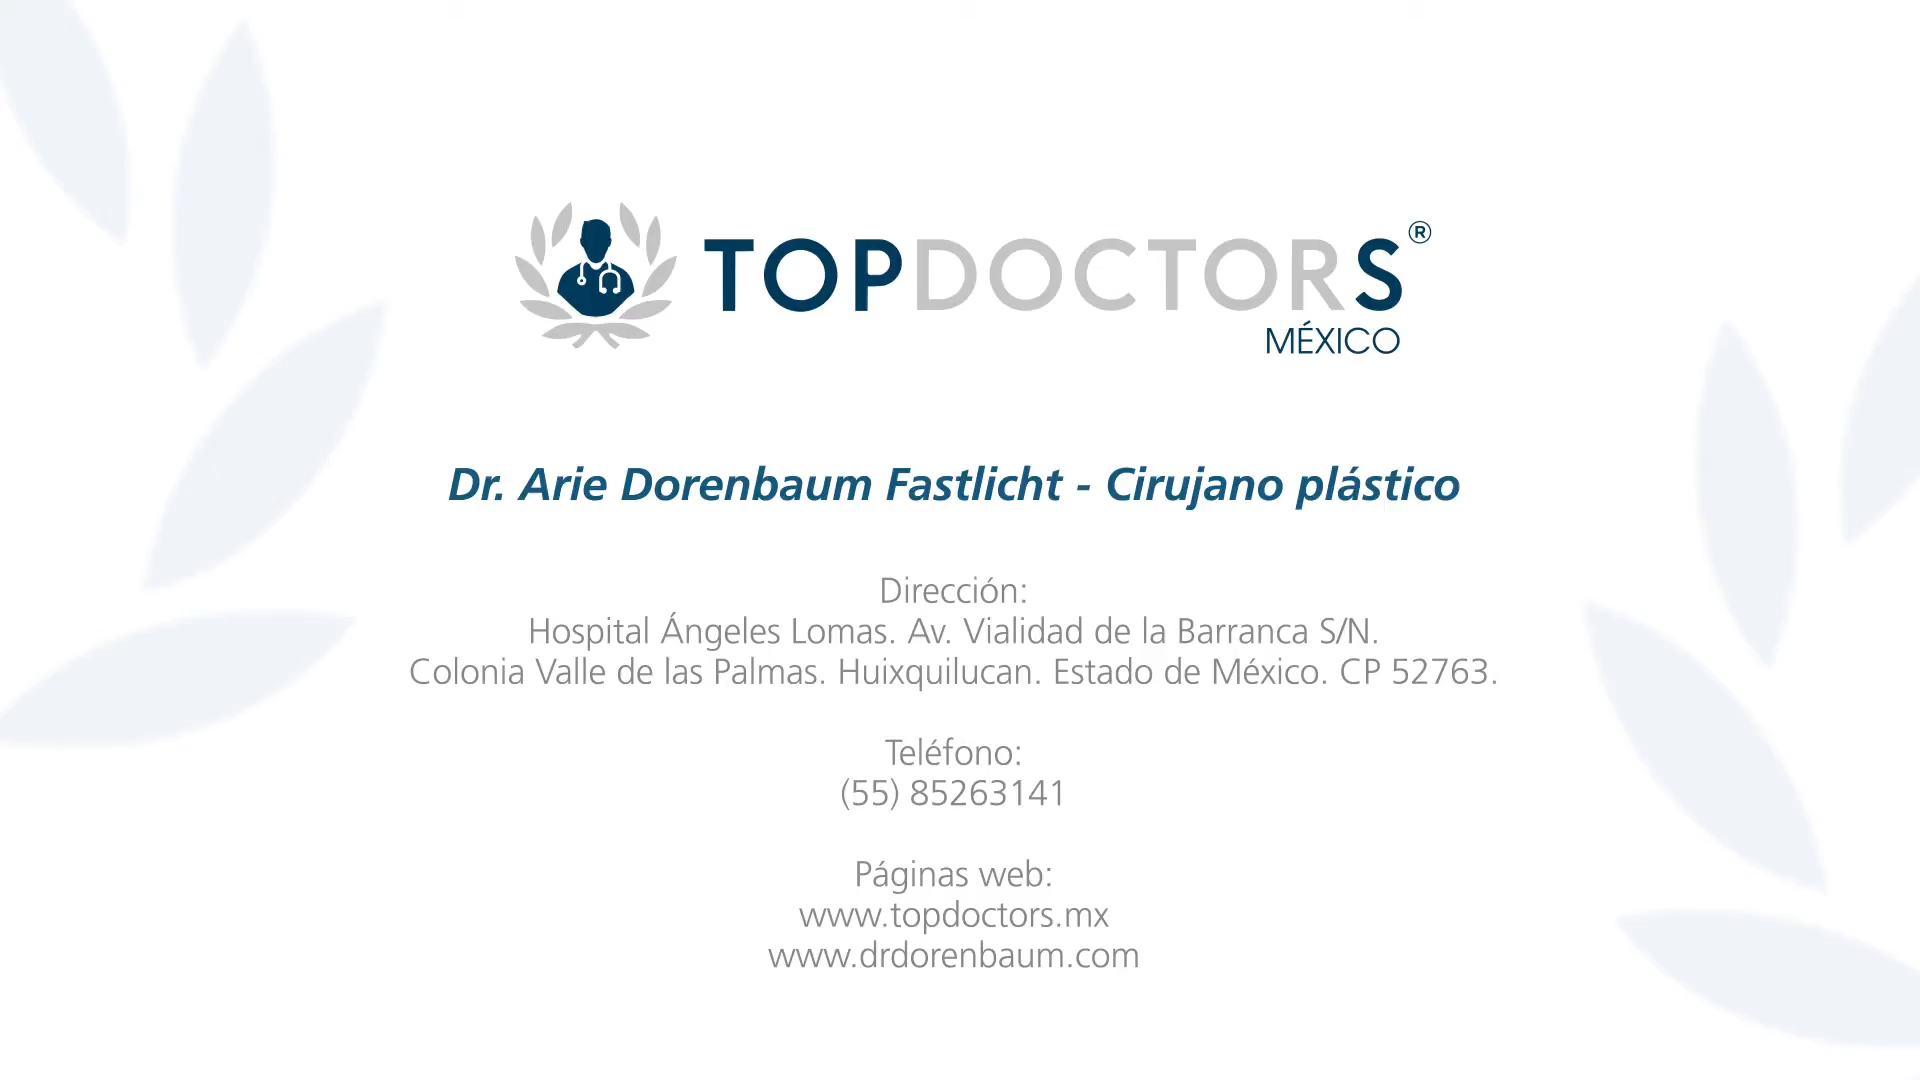 TOPDOCTORS®
MÉXICO
Dr. Arie Dorenbaum Fastlicht - Cirujano plástico
Dirección:
Hospital Ángeles Lomas. Av. Vialidad de la Barranca S/N.
Colonia Valle de las Palmas. Huixquilucan. Estado de México. CP 52763.
Teléfono:
(55) 85263141
Páginas web:
www.topdoctors.mx
www.drdorenbaum.com